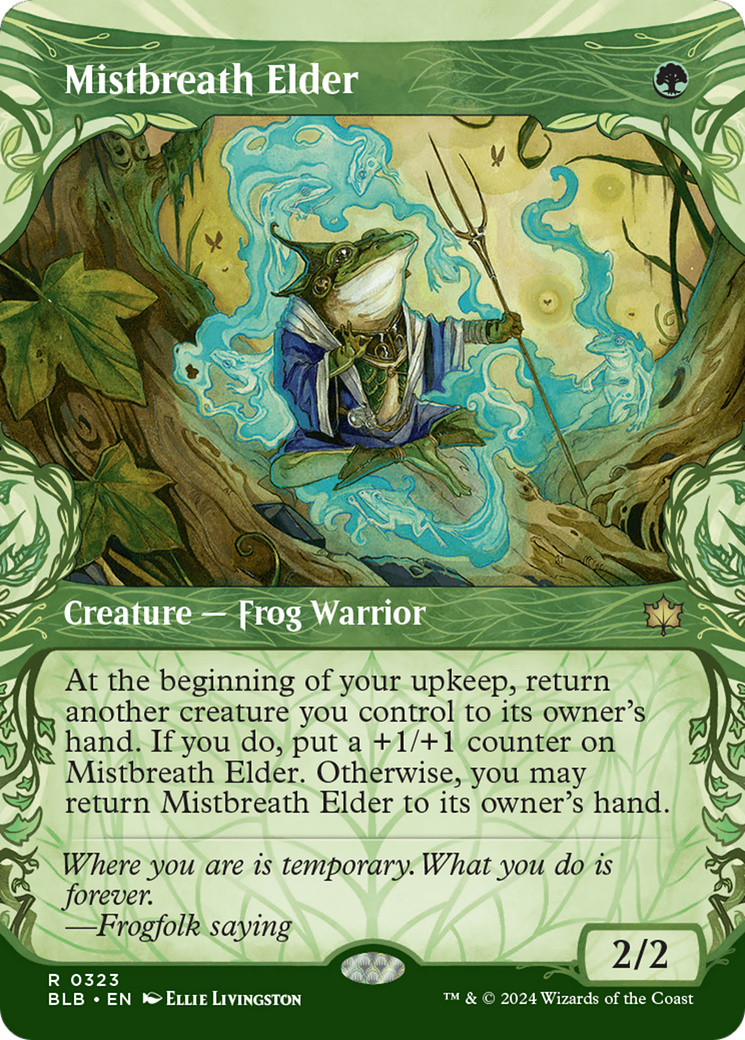 Mistbreath Elder
Creature — Frog Warrior
At the beginning of your upkeep, return
another creature you control to its owner's
hand. If you do, put a +1/+1 counter on
Mistbreath Elder. Otherwise, you may
return Mistbreath Elder to its owner's hand.
Where you are is temporary. What you do is
forever.
—Frogfolk saying
2/2
R 0323
BLB • EN Ellie Livingston
™ & © 2024 Wizards of the Coast